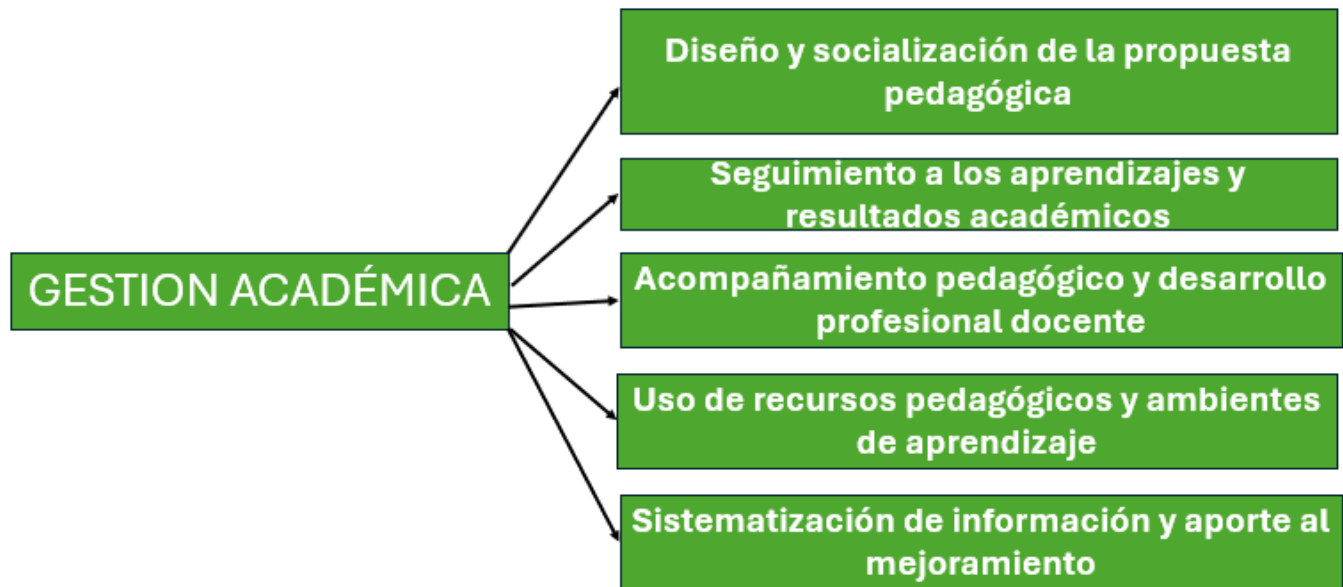 Diseño y socialización de la propuesta
pedagógica
Seguimiento a los aprendizajes y
resultados académicos
GESTION ACADÉMICA
Acompañamiento pedagógico y desarrollo
profesional docente
Uso de recursos pedagógicos y ambientes
de aprendizaje
Sistematización de información y aporte al
mejoramiento